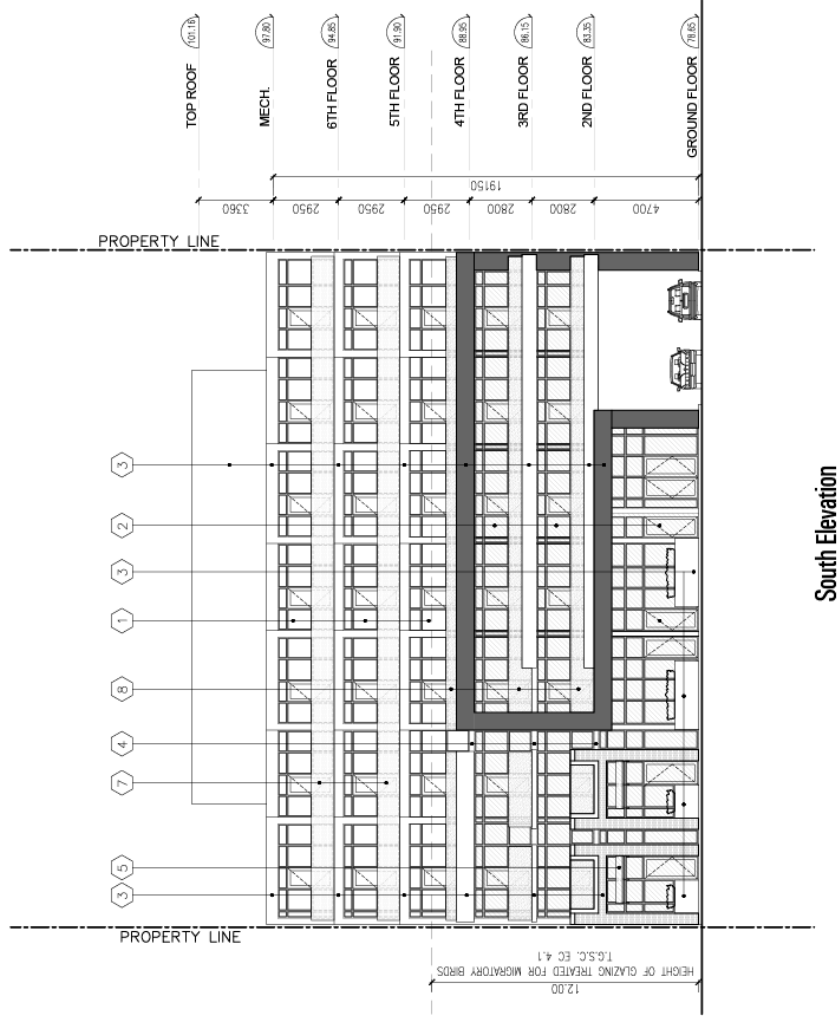 TOP ROOF
101.16
MECH.
97.80
6TH FLOOR
94.85
5TH FLOOR
91.90
4TH FLOOR
88.95
3RD FLOOR
86.15
2ND FLOOR
83.35
GROUND FLOOR
78.65
19150
3360
2950
2950
2950
2800
2800
4700
PROPERTY LINE
3
2
3
1
8
4
7
5
3
PROPERTY LINE
HEIGHT OF GLAZING TREATED FOR MIGRATORY BIRDS
T.G.S.C. EC 4.1
12.00
South Elevation